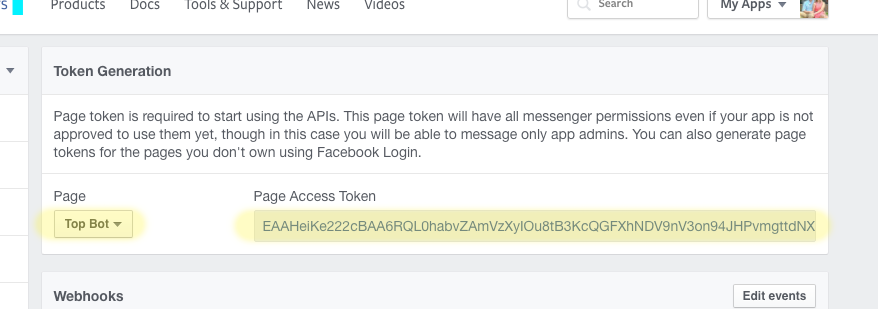 Products Docs Tools & Support News Videos Search My Apps
Token Generation
Page token is required to start using the APIs. This page token will have all messenger permissions even if your app is not
approved to use them yet, though in this case you will be able to message only app admins. You can also generate page
tokens for the pages you don't own using Facebook Login.
Page Page Access Token
Top Bot EAAHeiKe222cBAA6RQL0habvZAmVzXyIOu8tB3KcQGFXhNDV9nV3on94JHPvmgttdNX
Webhooks Edit events